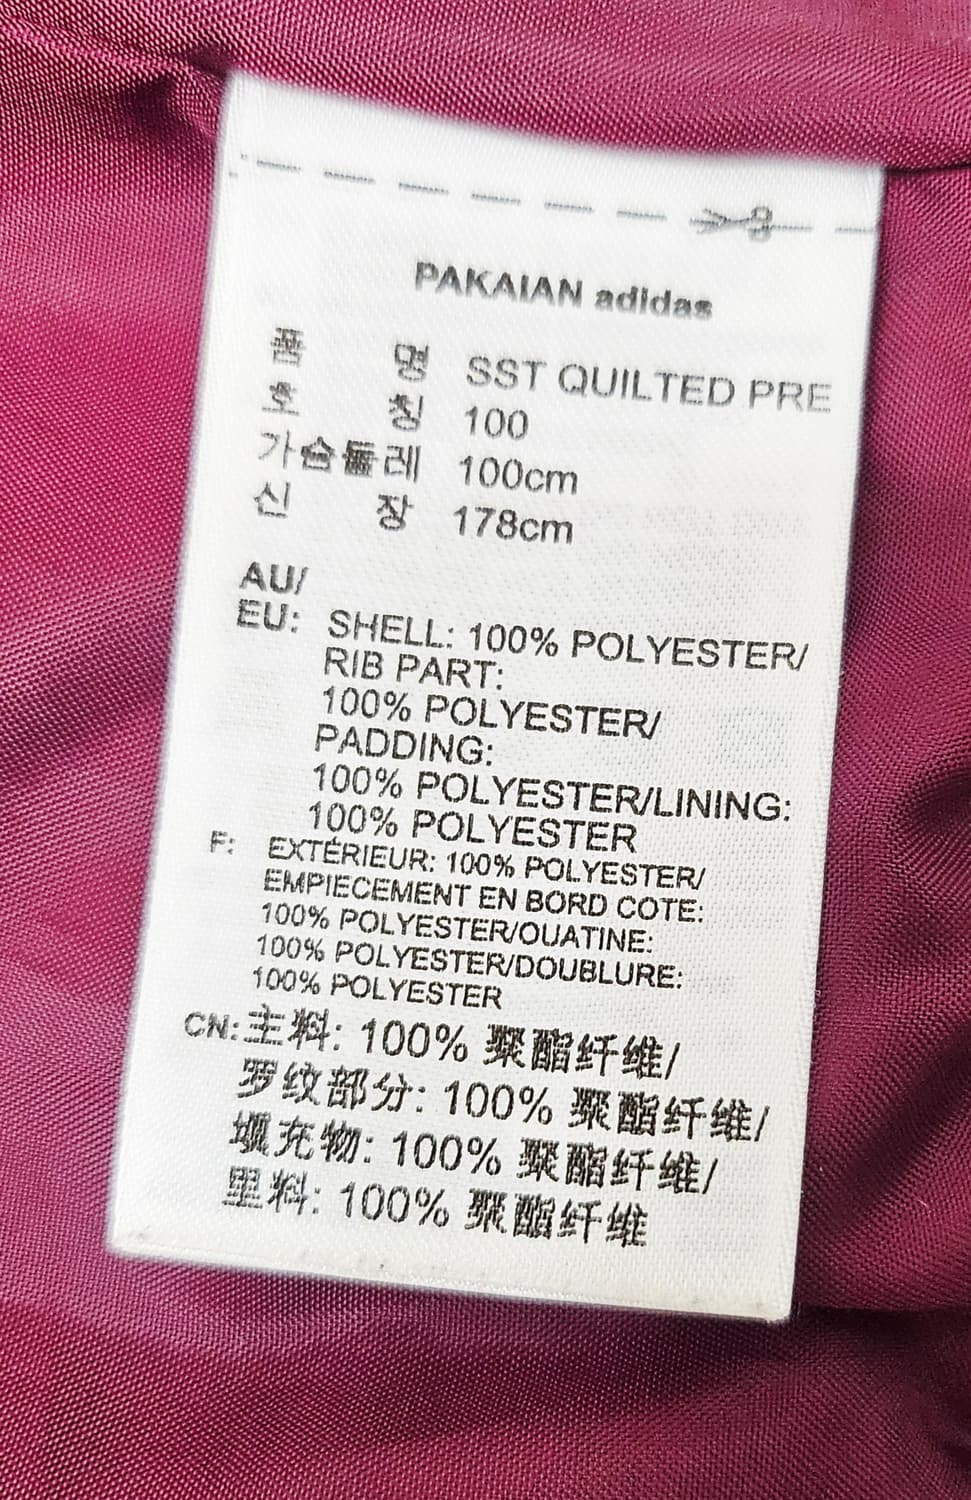 PAKAIAN adidas
품 명 SST QUILTED PRE
호 칭 100
가슴둘레 100cm
신 장 178cm
AU/
EU: SHELL: 100% POLYESTER/
RIB PART:
100% POLYESTER/
PADDING:
100% POLYESTER/LINING:
100% POLYESTER
F: EXTÉRIEUR: 100% POLYESTER/
EMPIECEMENT EN BORD COTE:
100% POLYESTER/OUATINE:
100% POLYESTER/DOUBLURE:
100% POLYESTER
CN: 主料: 100% 聚酯纤维/
罗纹部分: 100% 聚酯纤维/
填充物: 100% 聚酯纤维/
里料: 100% 聚酯纤维